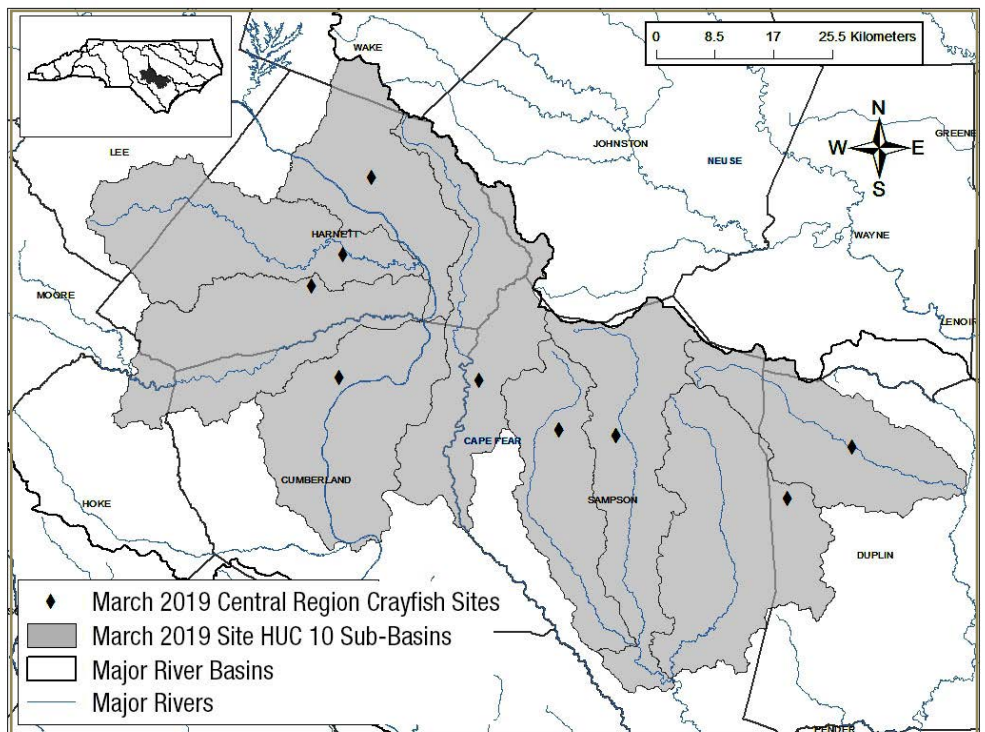 WAKE
0 8.5 17 25.5 Kilometers
N
W E
S
LEE
JOHNSTON
NEUSE
GREENE
HARNETT
WAYNE
MOORE
LENOIR
CAPE FEAR
CUMBERLAND
SAMPSON
HOKE
DUPLIN
March 2019 Central Region Crayfish Sites
March 2019 Site HUC 10 Sub-Basins
Major River Basins
Major Rivers
PENDER